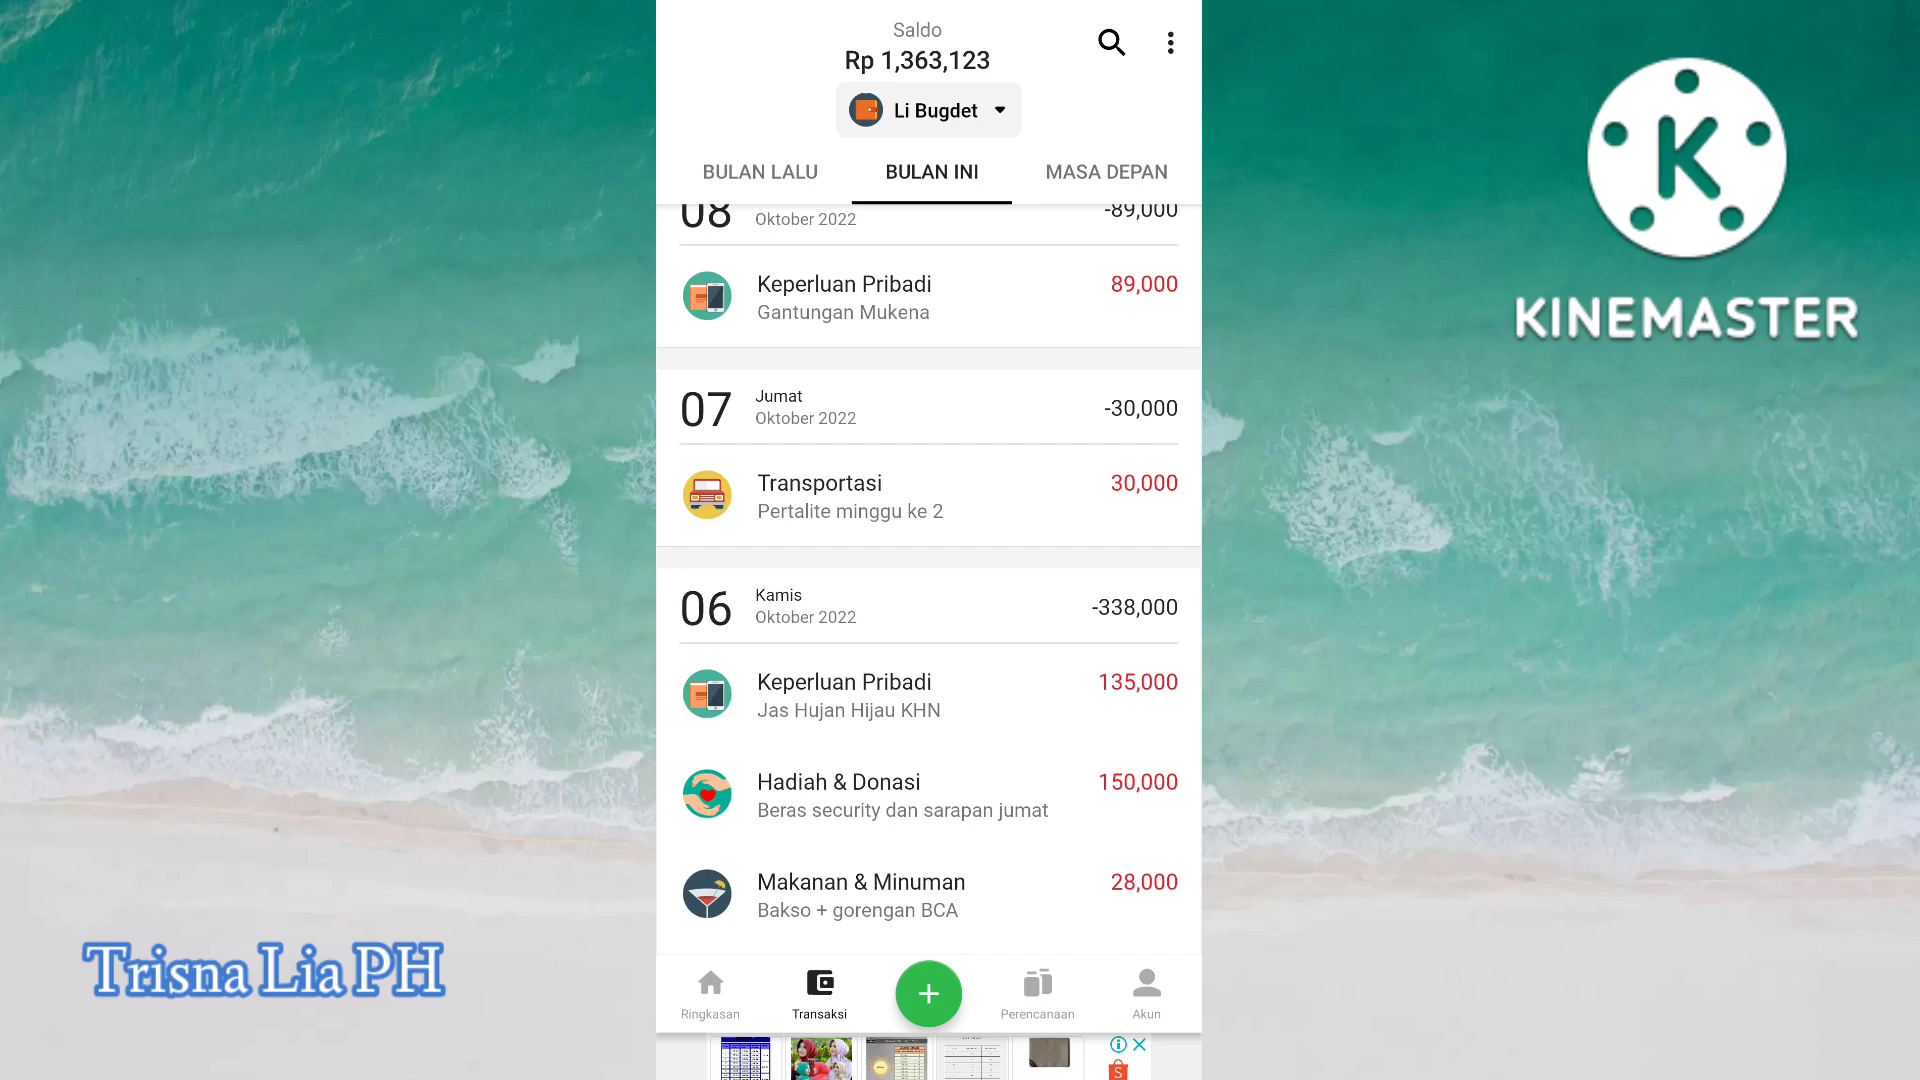 Saldo
Rp 1,363,123
Li Bugdet
BULAN LALU
BULAN INI
MASA DEPAN
08
Oktober 2022
-89,000
Keperluan Pribadi
89,000
Gantungan Mukena
07
Jumat
Oktober 2022
-30,000
Transportasi
30,000
Pertalite minggu ke 2
06
Kamis
Oktober 2022
-338,000
Keperluan Pribadi
135,000
Jas Hujan Hijau KHN
Hadiah & Donasi
150,000
Beras security dan sarapan jumat
Makanan & Minuman
28,000
Bakso + gorengan BCA
Ringkasan
Transaksi
Perencanaan
Akun
K
KINEMASTER
Trisna Lia PH